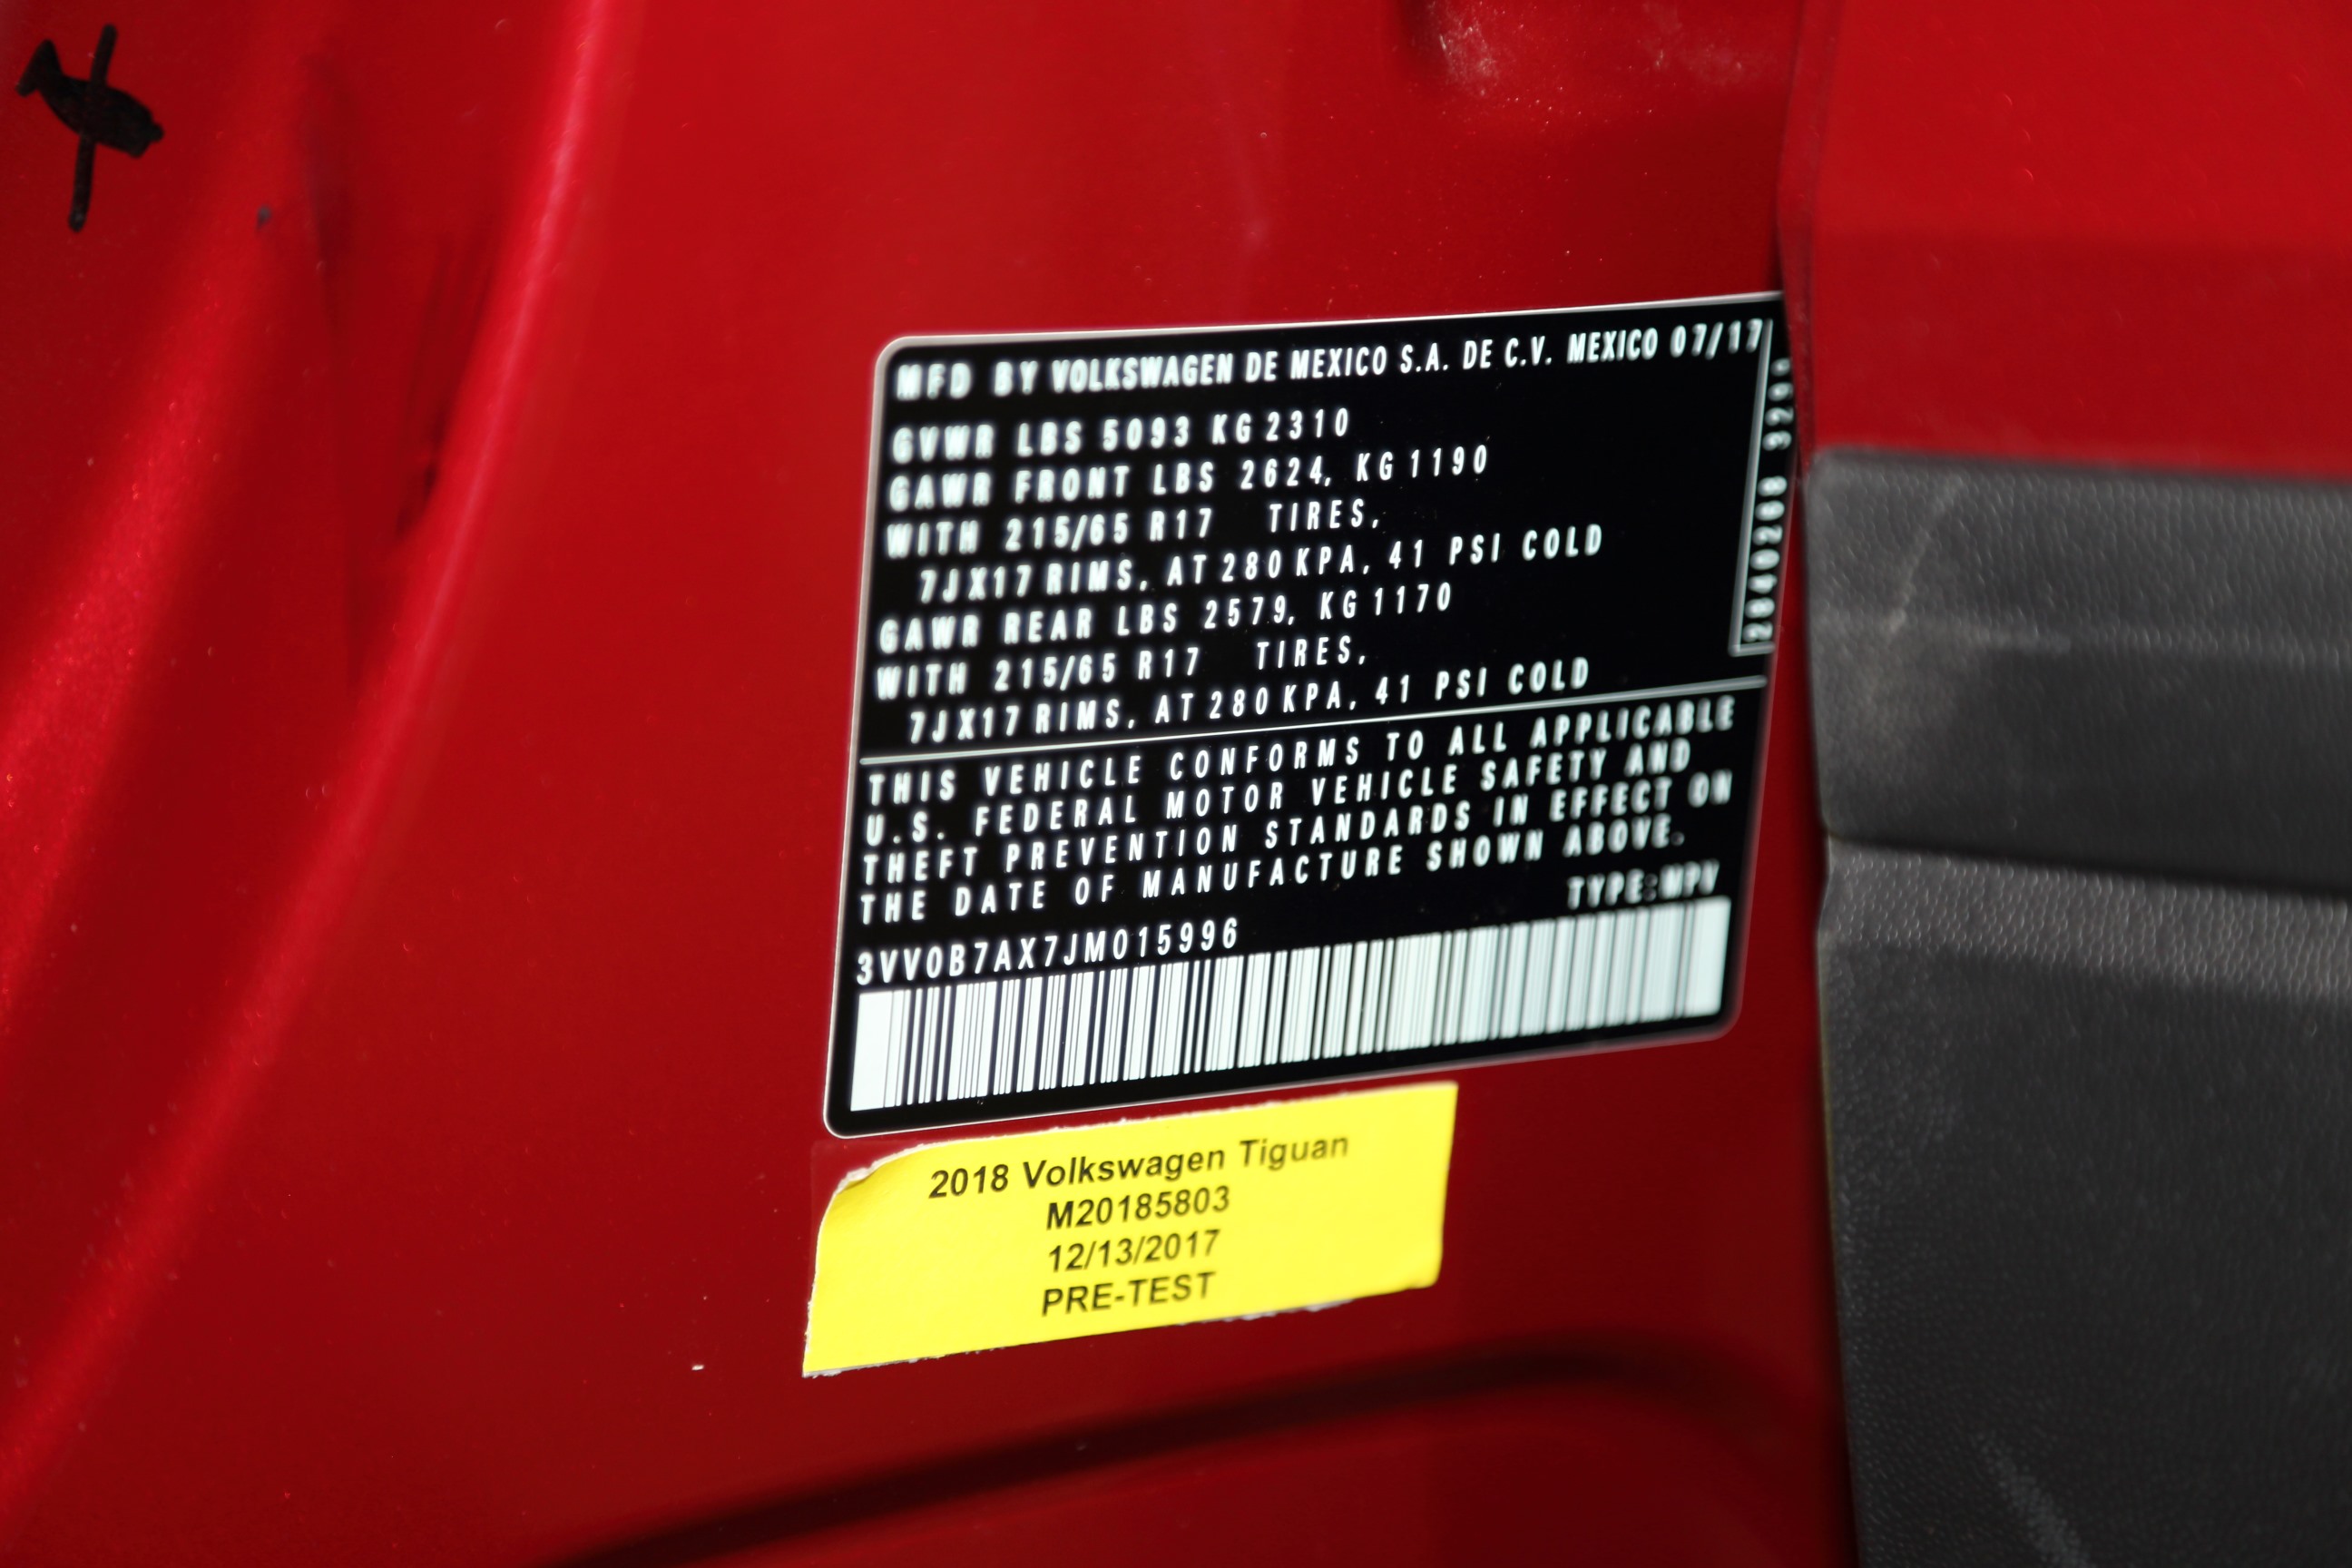 MFD BY VOLKSWAGEN DE MEXICO S.A. DE C.V. MEXICO 07/17
GVWR LBS 5093 KG 2310
GAWR FRONT LBS 2624, KG 1190
WITH 215/65 R17 TIRES,
7J X17 RIMS, AT 280 KPA, 41 PSI COLD
GAWR REAR LBS 2579, KG 1170
WITH 215/65 R17 TIRES,
7J X17 RIMS, AT 280 KPA, 41 PSI COLD
THIS VEHICLE CONFORMS TO ALL APPLICABLE
U.S. FEDERAL MOTOR VEHICLE SAFETY AND
THEFT PREVENTION STANDARDS IN EFFECT ON
THE DATE OF MANUFACTURE SHOWN ABOVE.
TYPE:MPV
3VV0B7AX7JM015996
2018 Volkswagen Tiguan
M20185803
12/13/2017
PRE-TEST